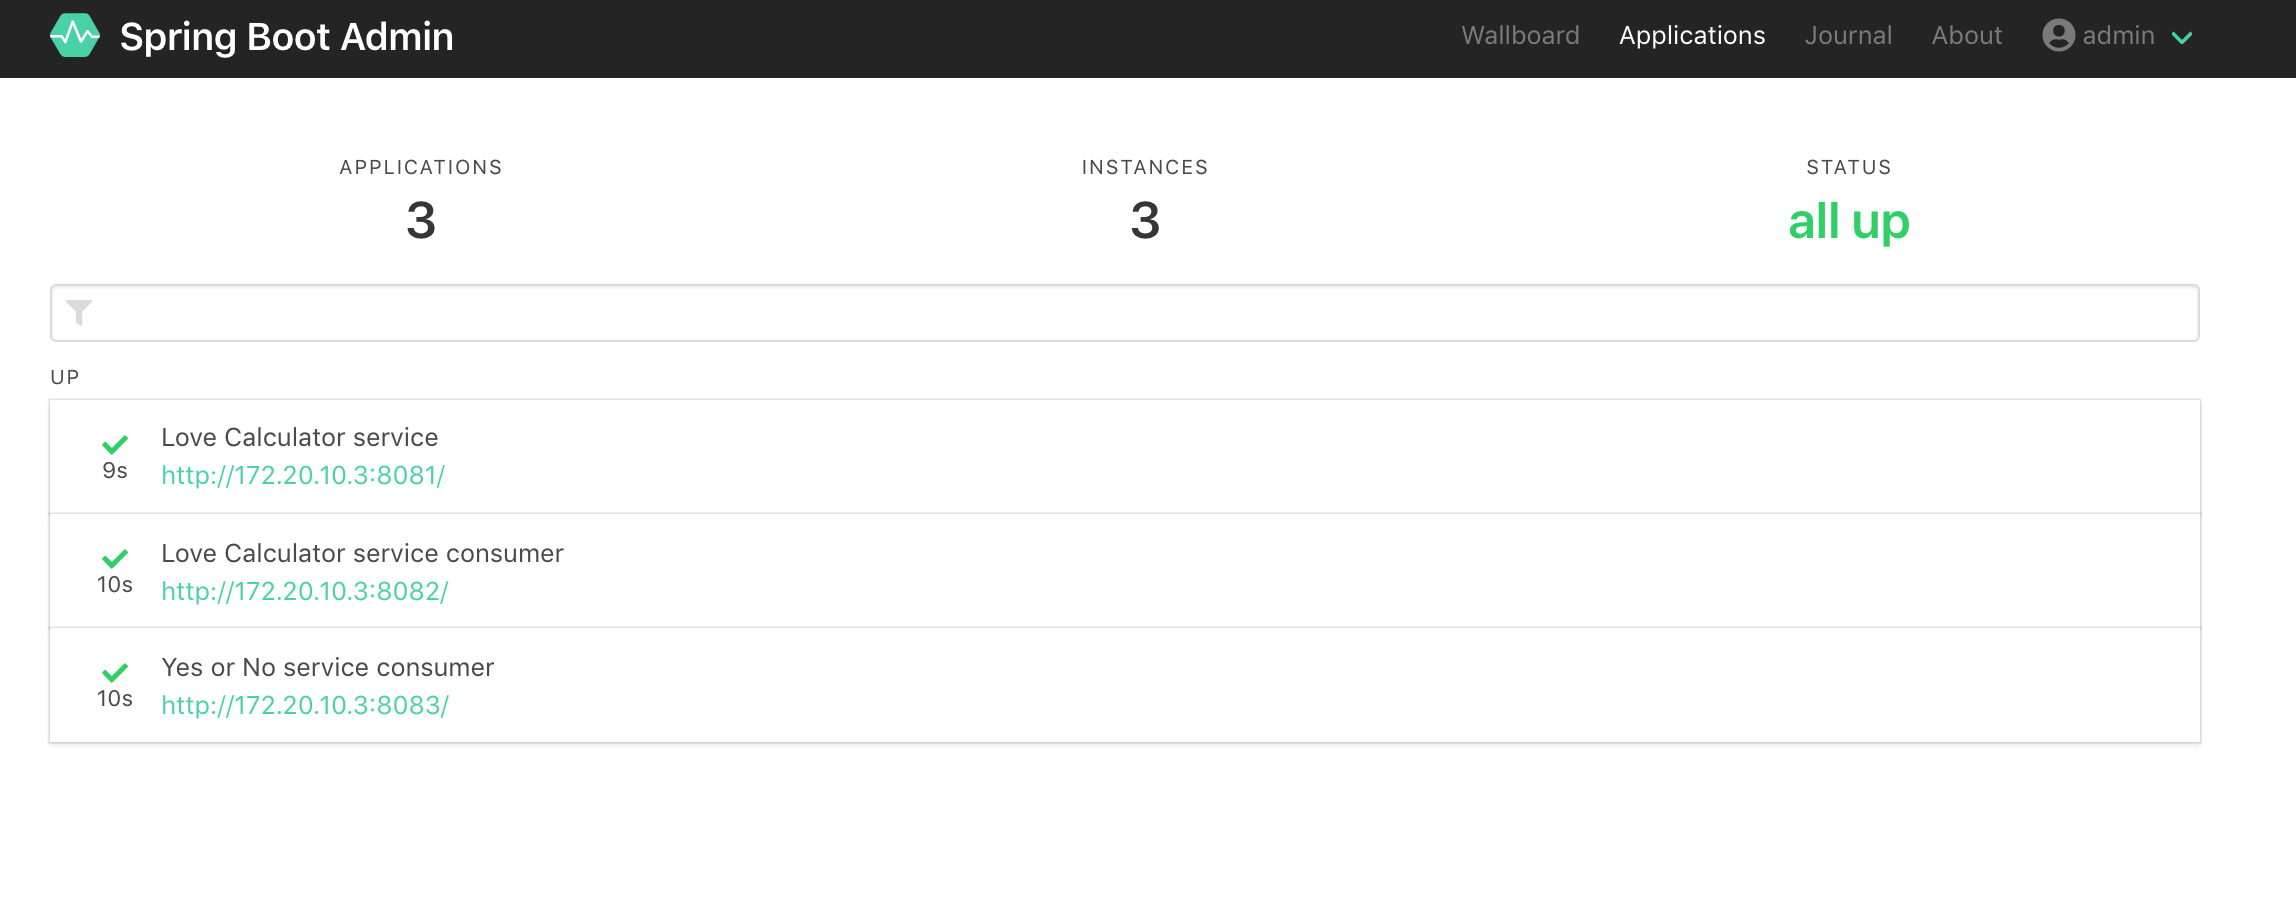 Spring Boot Admin
Wallboard Applications Journal About admin
APPLICATIONS INSTANCES STATUS
3 3 all up
UP
Love Calculator service
9s
http://172.20.10.3:8081/
Love Calculator service consumer
10s
http://172.20.10.3:8082/
Yes or No service consumer
10s
http://172.20.10.3:8083/